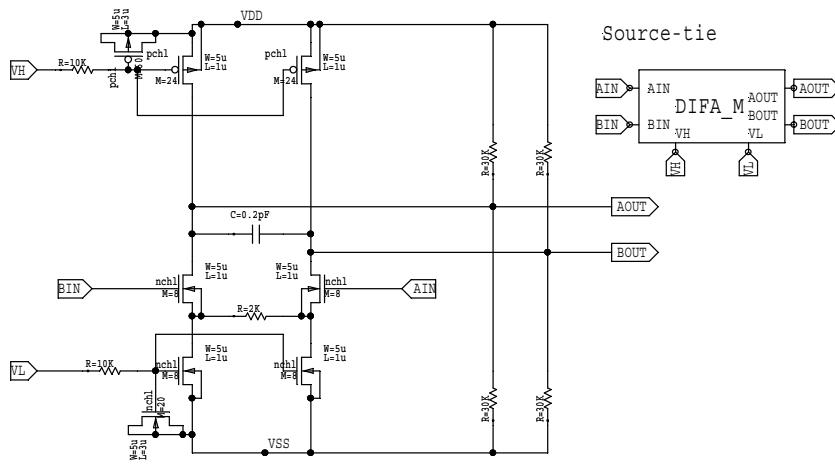 W=5u
L=3u
VDD
pchl
W=5u
L=1u
pchl
W=5u
L=1u
Source-tie
VH
R=10K
pchl
M=24
M=24
AIN
AIN
AOUT
AOUT
DIFA_M
BOUT
BIN
BIN
BOUT
VH
VL
VH
VL
R=30K
R=30K
AOUT
C=0.2pF
BOUT
W=5u
L=1u
W=5u
L=1u
nchl
nchl
BIN
M=8
M=8
AIN
R=2K
W=5u
L=1u
W=5u
L=1u
nchl
nchl
VL
R=10K
M=8
M=8
nchl
M=20
R=30K
R=30K
W=5u
L=3u
VSS